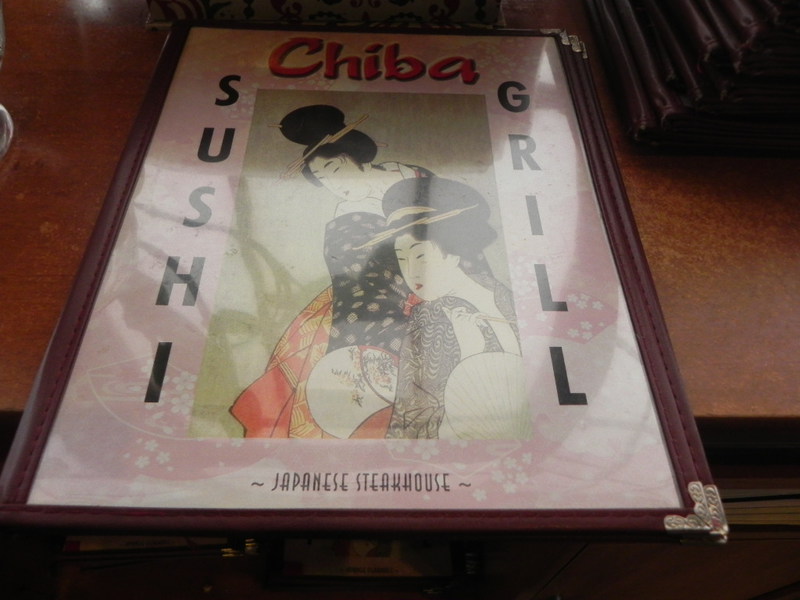 Chiba
SUSHI
GRILL
~ JAPANESE STEAKHOUSE ~